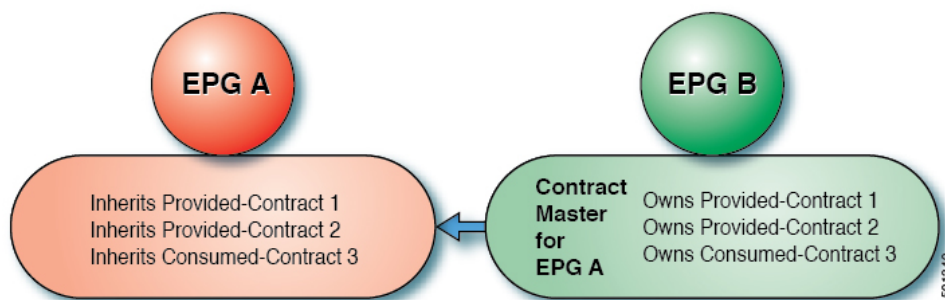 EPG A
EPG B
Inherits Provided-Contract 1
Inherits Provided-Contract 2
Inherits Consumed-Contract 3
Contract
Master
for
EPG A
Owns Provided-Contract 1
Owns Provided-Contract 2
Owns Consumed-Contract 3